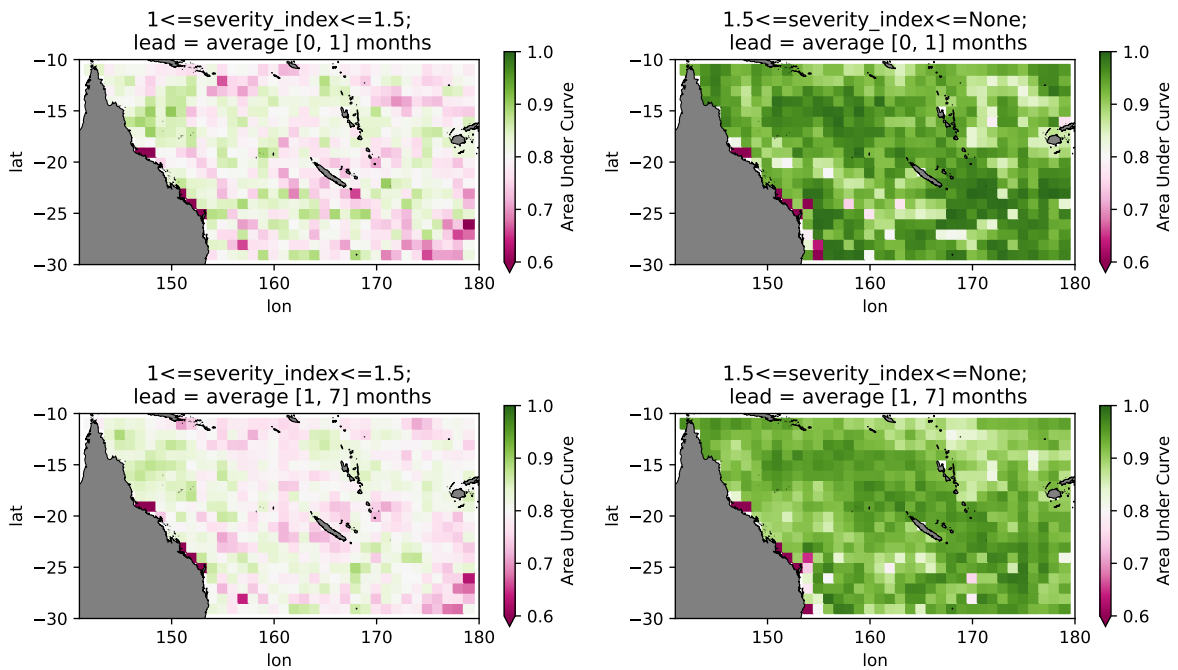 1<=severity_index<=1.5;
lead = average [0, 1] months
−10
−15
−20
−25
−30
lat
150
160
170
180
lon
1.0
0.9
0.8
0.7
0.6
Area Under Curve
1.5<=severity_index<=None;
lead = average [0, 1] months
−10
−15
−20
−25
−30
lat
150
160
170
180
lon
1.0
0.9
0.8
0.7
0.6
Area Under Curve
1<=severity_index<=1.5;
lead = average [1, 7] months
−10
−15
−20
−25
−30
lat
150
160
170
180
lon
1.0
0.9
0.8
0.7
0.6
Area Under Curve
1.5<=severity_index<=None;
lead = average [1, 7] months
−10
−15
−20
−25
−30
lat
150
160
170
180
lon
1.0
0.9
0.8
0.7
0.6
Area Under Curve